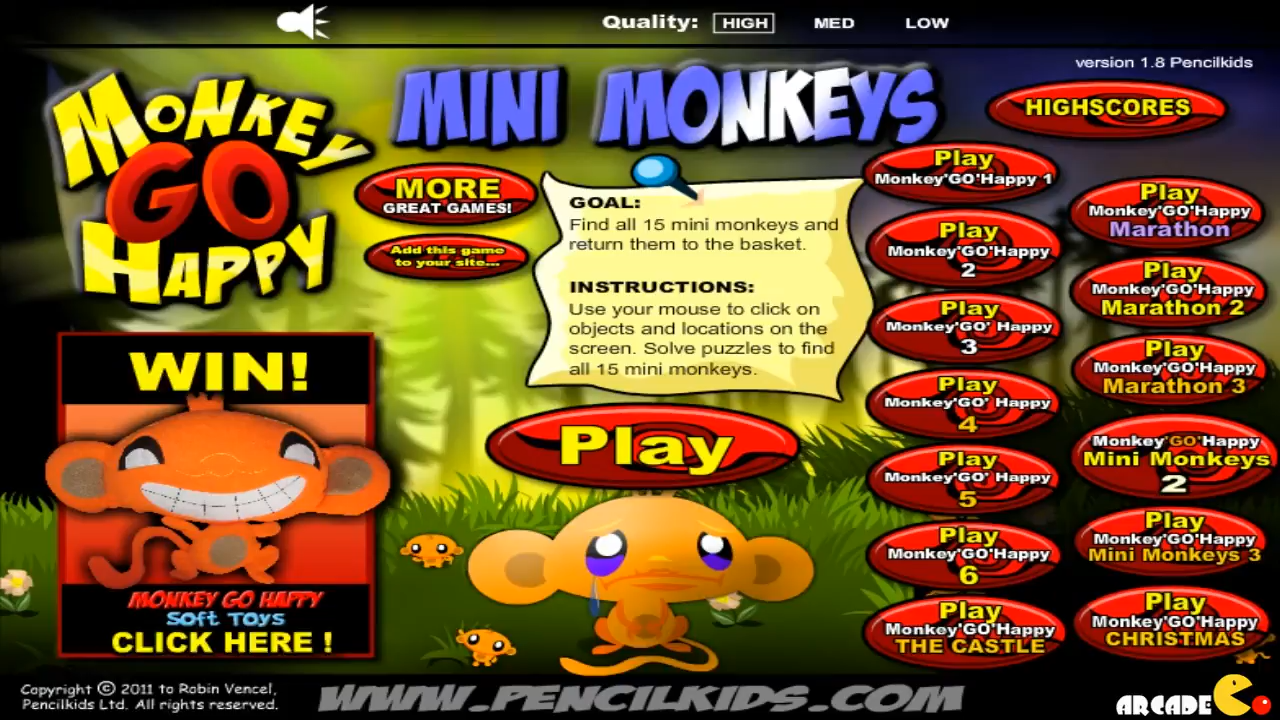 Quality: HIGH MED LOW
version 1.8 Pencilkids
MONKEY
GO
HAPPY
MINI MONKEYS
HIGHSCORES
MORE
GREAT GAMES!
Add this game
to your site...
GOAL:
Find all 15 mini monkeys and
return them to the basket.
INSTRUCTIONS:
Use your mouse to click on
objects and locations on the
screen. Solve puzzles to find
all 15 mini monkeys.
Play
WIN!
MONKEY GO HAPPY
SOFT TOYS
CLICK HERE !
Play
Monkey'GO'Happy 1
Play
Monkey'GO'Happy
2
Play
Monkey'GO' Happy
3
Play
Monkey'GO' Happy
4
Play
Monkey'GO' Happy
5
Play
Monkey'GO'Happy
6
Play
Monkey'GO'Happy
THE CASTLE
Play
Monkey'GO'Happy
Marathon
Play
Monkey'GO'Happy
Marathon 2
Play
Monkey'GO'Happy
Marathon 3
Monkey'GO'Happy
Mini Monkeys
2
Play
Monkey'GO'Happy
Mini Monkeys 3
Play
Monkey'GO'Happy
CHRISTMAS
Copyright © 2011 to Robin Vencel,
Pencilkids Ltd. All rights reserved.
WWW.PENCILKIDS.COM
ARCADE